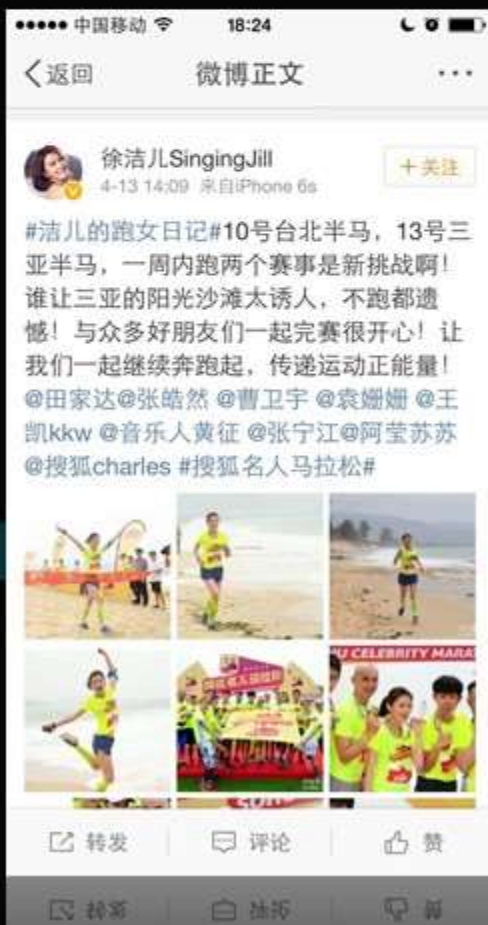 中国移动 18:24
返回 微博正文
徐洁儿SingingJill
+关注
4-13 14:09 来自iPhone 6s
#洁儿的跑女日记#10号台北半马，13号三
亚半马，一周内跑两个赛事是新挑战啊！
谁让三亚的阳光沙滩太诱人，不跑都遗
憾！与众多好朋友们一起完赛很开心！让
我们一起继续奔跑起，传递运动正能量！
@田家达@张皓然 @曹卫宇 @袁姗姗 @王
凯kkw @音乐人黄征 @张宁江@阿莹苏苏
@搜狐charles #搜狐名人马拉松#
U CELEBRITY MARA
转发 评论 赞